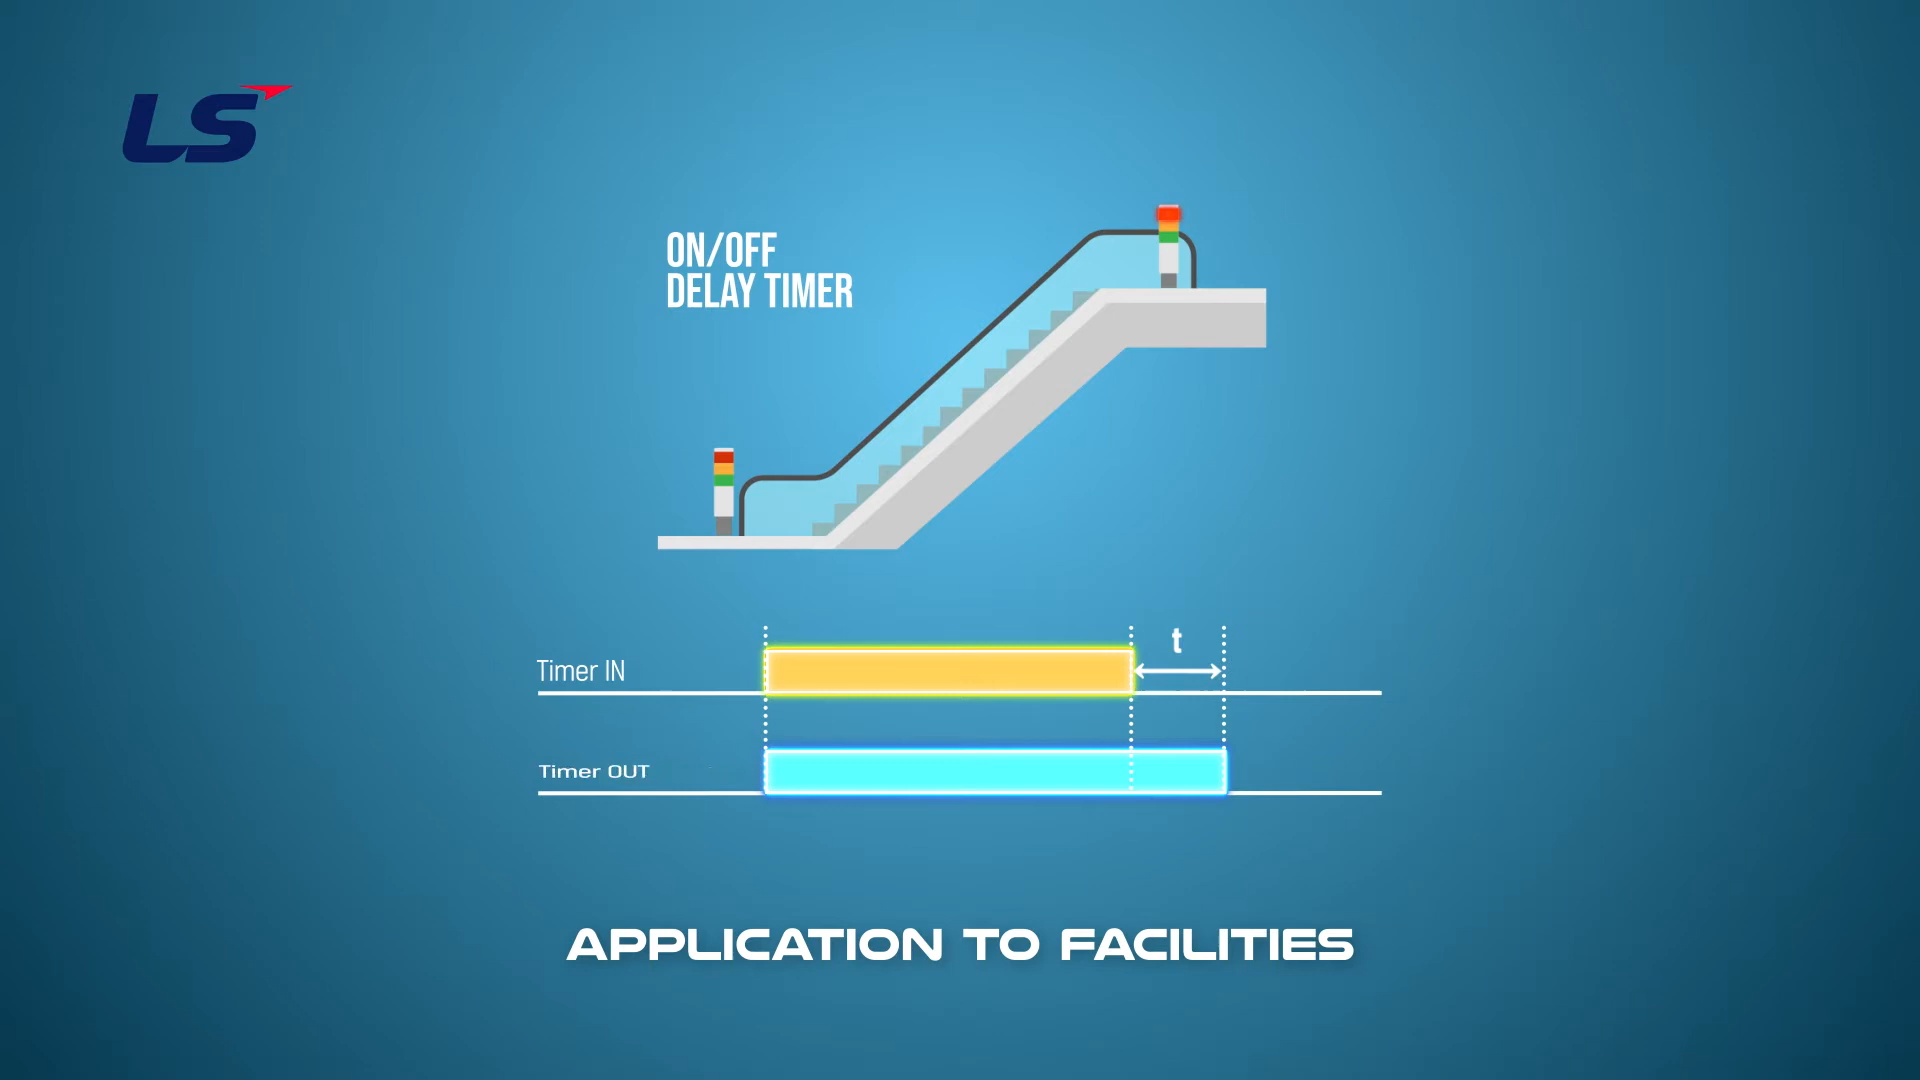 LS
ON/OFF
DELAY TIMER
t
Timer IN
Timer OUT
APPLICATION TO FACILITIES